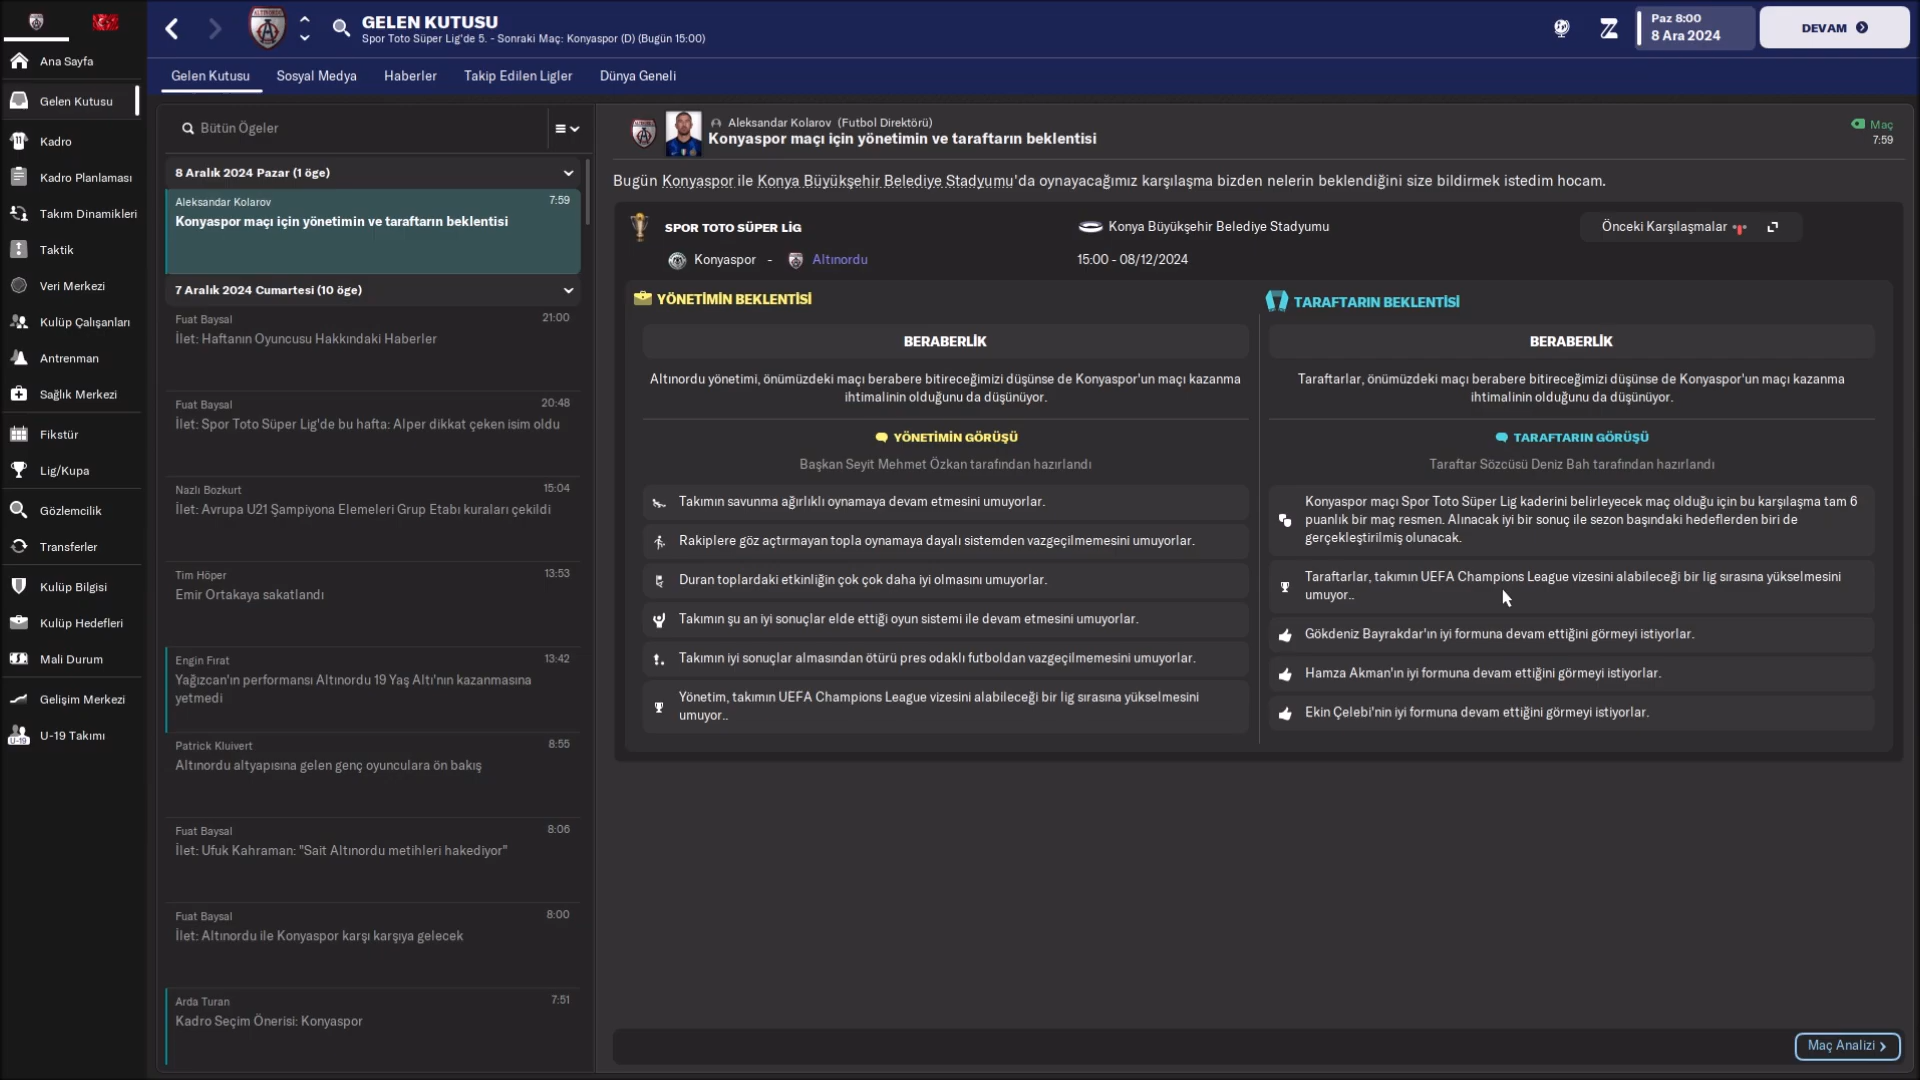 GELEN KUTUSU
Spor Toto Süper Lig'de 5. - Sonraki Maç: Konyaspor (D) (Bugün 15:00)
Paz 8:00
8 Ara 2024
DEVAM
Gelen Kutusu
Sosyal Medya
Haberler
Takip Edilen Ligler
Dünya Geneli
Ana Sayfa
Gelen Kutusu
Kadro
Kadro Planlaması
Takım Dinamikleri
Taktik
Veri Merkezi
Kulüp Çalışanları
Antrenman
Sağlık Merkezi
Fikstür
Lig/Kupa
Gözlemcilik
Transferler
Kulüp Bilgisi
Kulüp Hedefleri
Mali Durum
Gelişim Merkezi
U-19 Takımı
Bütün Ögeler
8 Aralık 2024 Pazar (1 öge)
Aleksandar Kolarov 7:59
Konyaspor maçı için yönetimin ve taraftarın beklentisi
7 Aralık 2024 Cumartesi (10 öge)
Fuat Baysal 21:00
İlet: Haftanın Oyuncusu Hakkındaki Haberler
Fuat Baysal 20:48
İlet: Spor Toto Süper Lig'de bu hafta: Alper dikkat çeken isim oldu
Nazlı Bozkurt 15:04
İlet: Avrupa U21 Şampiyona Elemeleri Grup Etabı kuraları çekildi
Tim Höper 13:53
Emir Ortakaya sakatlandı
Engin Fırat 13:42
Yağızcan'ın performansı Altınordu 19 Yaş Altı'nın kazanmasına
yetmedi
Patrick Kluivert 8:55
Altınordu altyapısına gelen genç oyunculara ön bakış
Fuat Baysal 8:06
İlet: Ufuk Kahraman: "Sait Altınordu metihleri hakediyor"
Fuat Baysal 8:00
İlet: Altınordu ile Konyaspor karşı karşıya gelecek
Arda Turan 7:51
Kadro Seçim Önerisi: Konyaspor
Aleksandar Kolarov (Futbol Direktörü)
Konyaspor maçı için yönetimin ve taraftarın beklentisi
Maç
7:59
Bugün Konyaspor ile Konya Büyükşehir Belediye Stadyumu'da oynayacağımız karşılaşma bizden nelerin beklendiğini size bildirmek istedim hocam.
SPOR TOTO SÜPER LİG
Konya Büyükşehir Belediye Stadyumu
Önceki Karşılaşmalar
Konyaspor - Altınordu
15:00 - 08/12/2024
YÖNETİMİN BEKLENTİSİ
BERABERLİK
Altınordu yönetimi, önümüzdeki maçı berabere bitireceğimizi düşünse de Konyaspor'un maçı kazanma
ihtimalinin olduğunu da düşünüyor.
YÖNETİMİN GÖRÜŞÜ
Başkan Seyit Mehmet Özkan tarafından hazırlandı
Takımın savunma ağırlıklı oynamaya devam etmesini umuyorlar.
Rakiplere göz açtırmayan topla oynamaya dayalı sistemden vazgeçilmemesini umuyorlar.
Duran toplardaki etkinliğin çok çok daha iyi olmasını umuyorlar.
Takımın şu an iyi sonuçlar elde ettiği oyun sistemi ile devam etmesini umuyorlar.
Takımın iyi sonuçlar almasından ötürü pres odaklı futboldan vazgeçilmemesini umuyorlar.
Yönetim, takımın UEFA Champions League vizesini alabileceği bir lig sırasına yükselmesini
umuyor..
TARAFTARIN BEKLENTİSİ
BERABERLİK
Taraftarlar, önümüzdeki maçı berabere bitireceğimizi düşünse de Konyaspor'un maçı kazanma
ihtimalinin olduğunu da düşünüyor.
TARAFTARIN GÖRÜŞÜ
Taraftar Sözcüsü Deniz Bah tarafından hazırlandı
Konyaspor maçı Spor Toto Süper Lig kaderini belirleyecek maç olduğu için bu karşılaşma tam 6
puanlık bir maç resmen. Alınacak iyi bir sonuç ile sezon başındaki hedeflerden biri de
gerçekleştirilmiş olunacak.
Taraftarlar, takımın UEFA Champions League vizesini alabileceği bir lig sırasına yükselmesini
umuyor..
Gökdeniz Bayrakdar'ın iyi formuna devam ettiğini görmeyi istiyorlar.
Hamza Akman'ın iyi formuna devam ettiğini görmeyi istiyorlar.
Ekin Çelebi'nin iyi formuna devam ettiğini görmeyi istiyorlar.
Maç Analizi